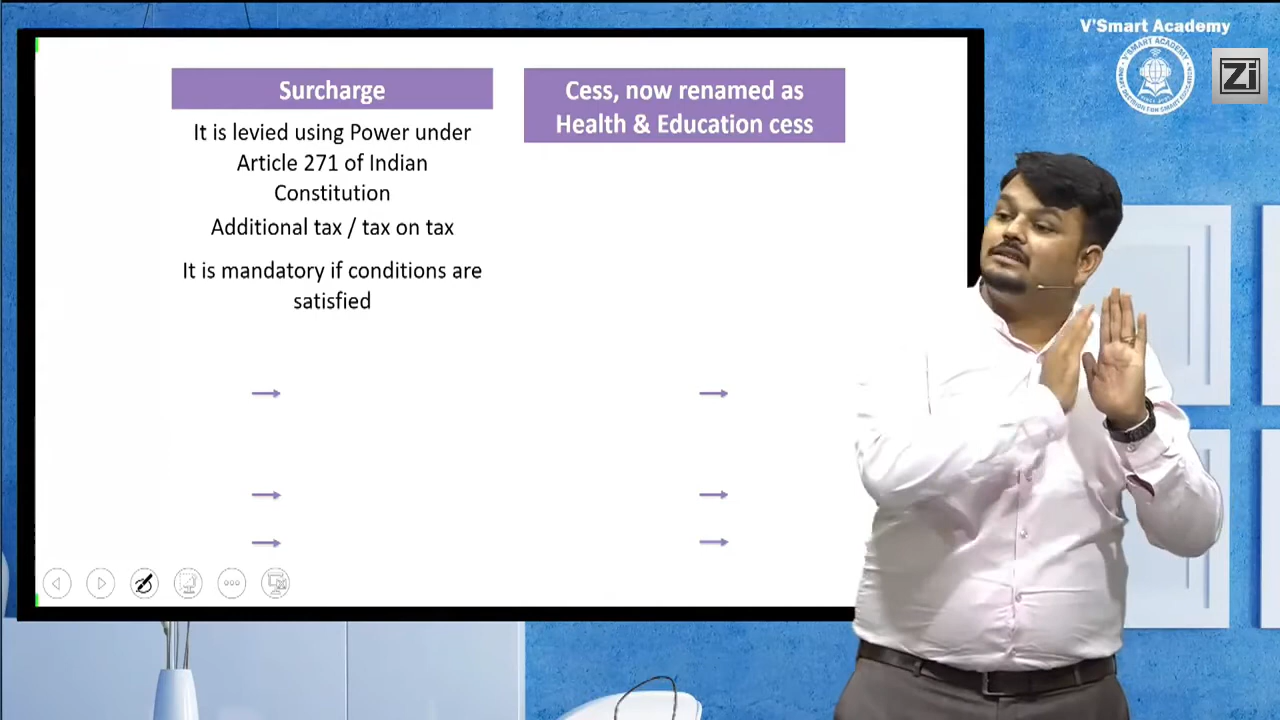 V'Smart Academy
Zi
Surcharge
It is levied using Power under
Article 271 of Indian
Constitution
Additional tax / tax on tax
It is mandatory if conditions are
satisfied
Cess, now renamed as
Health & Education cess